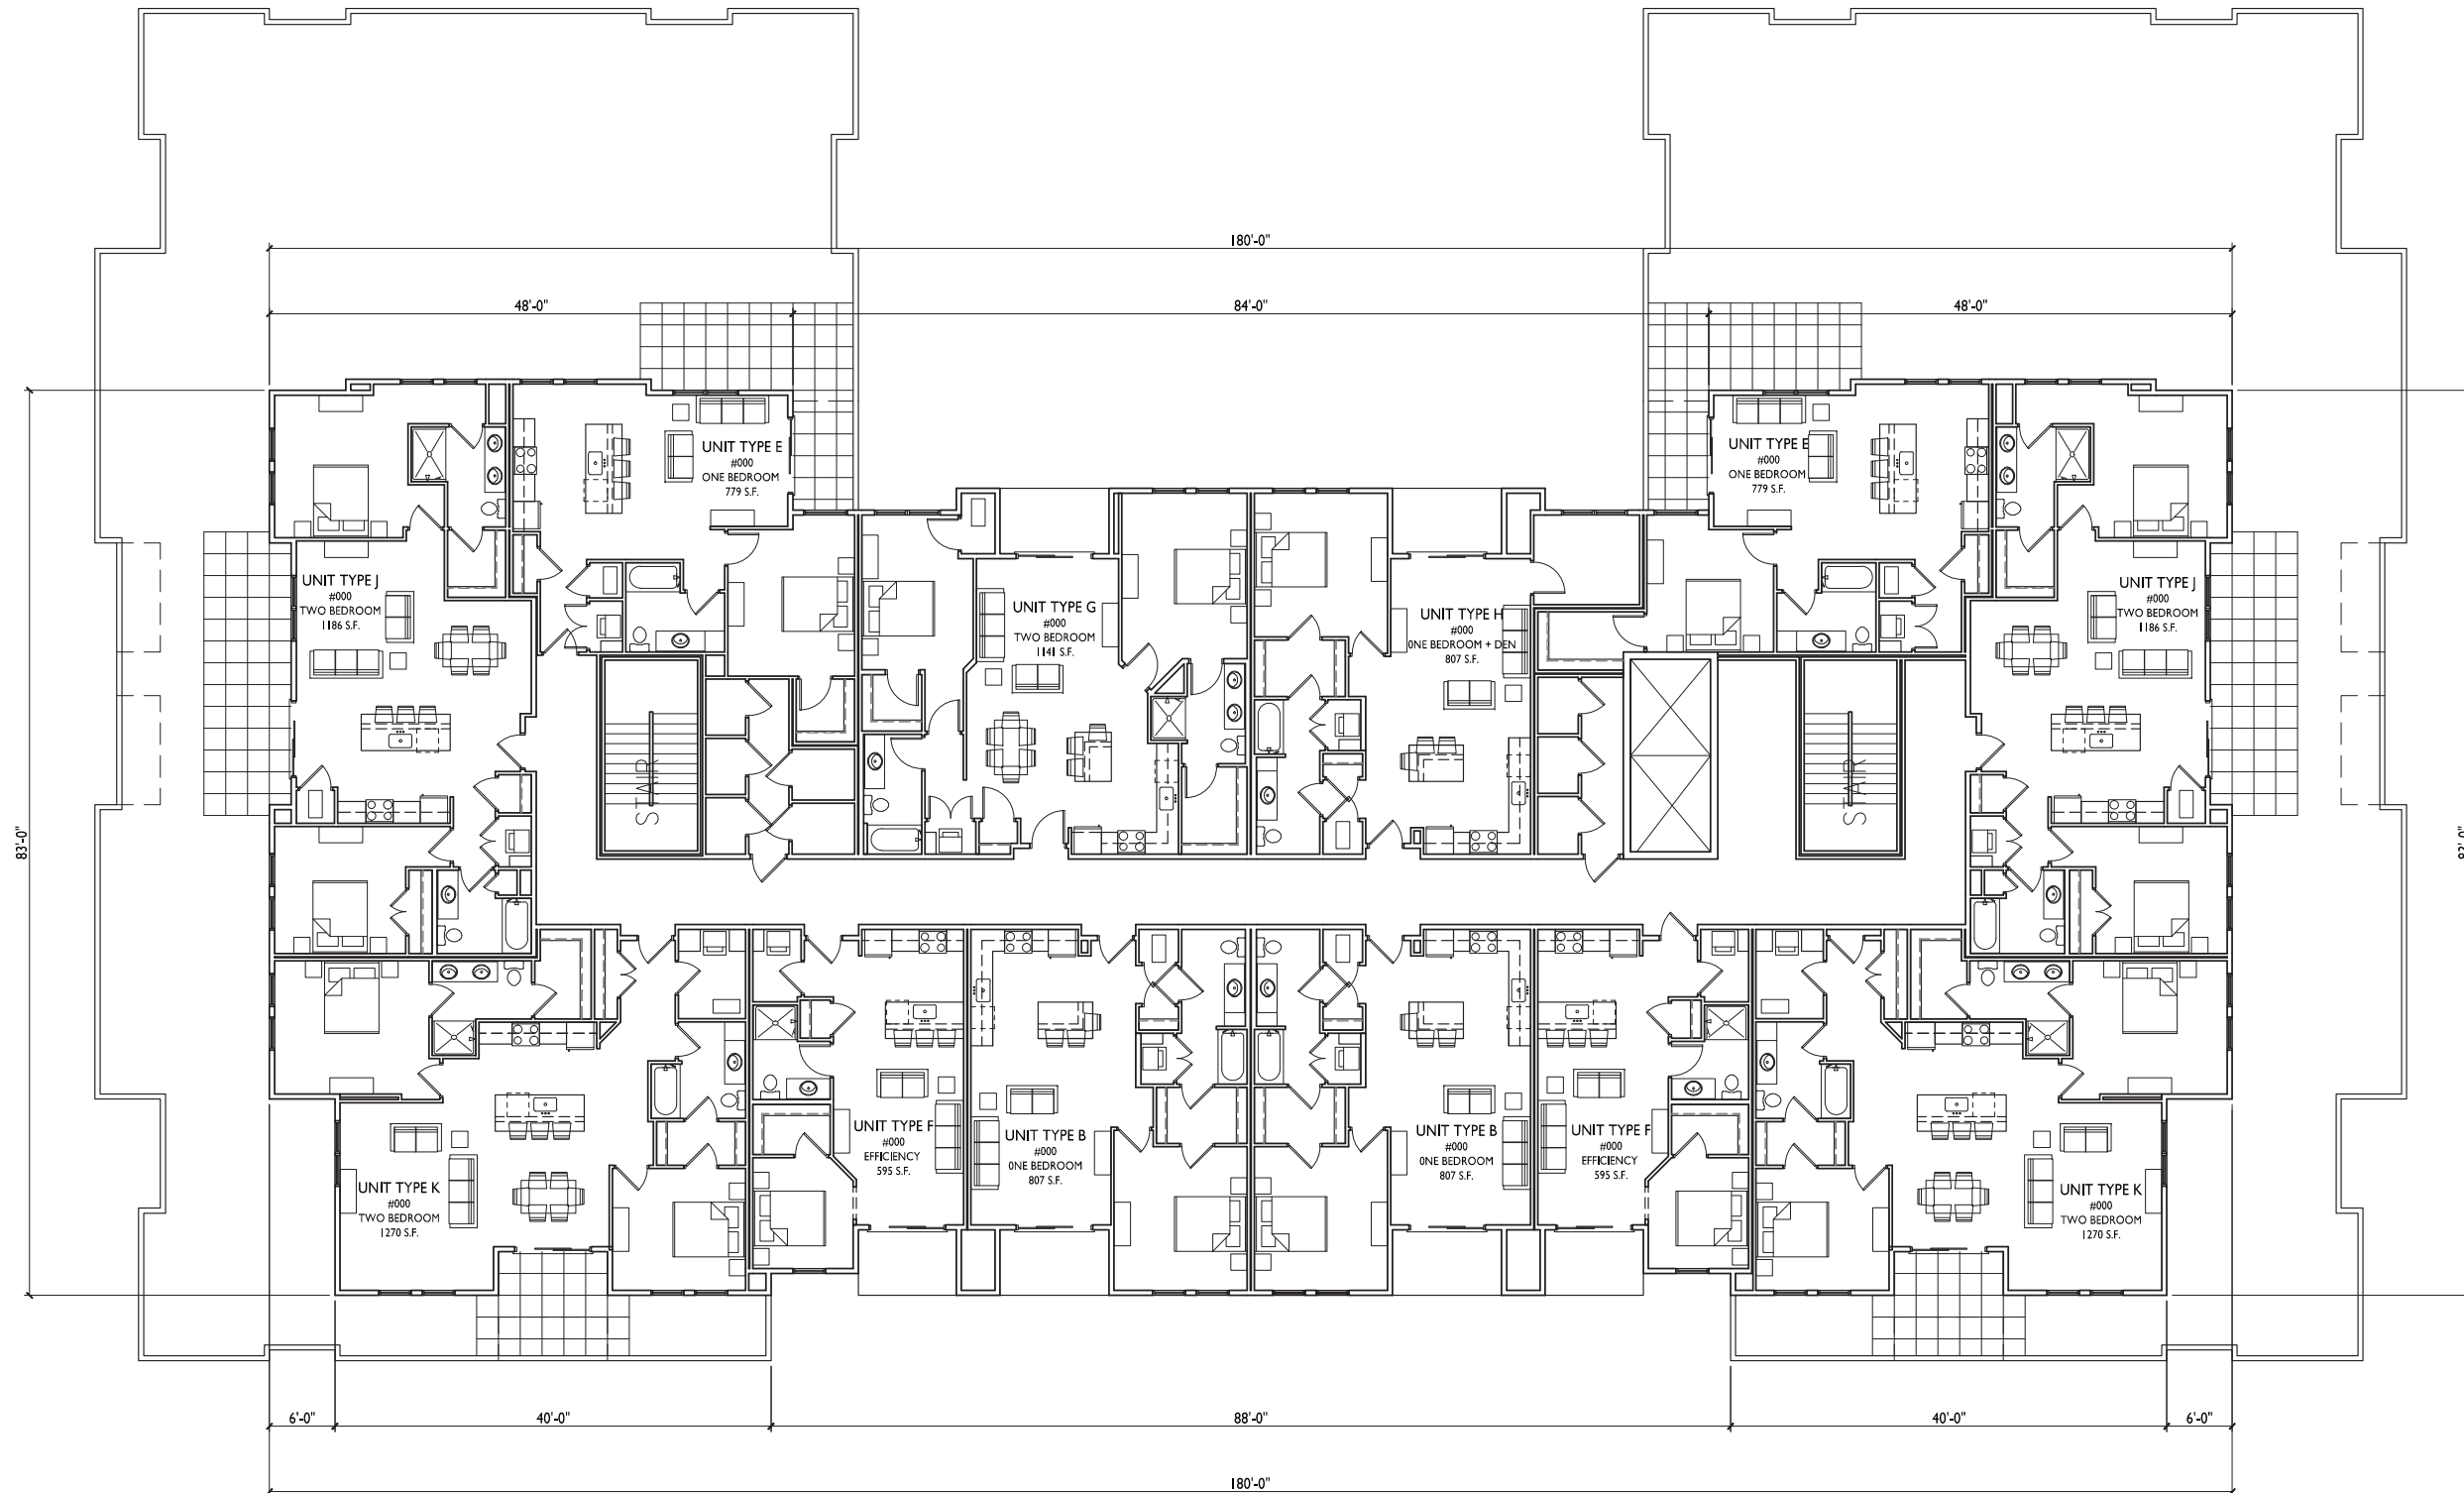 180'-0"
48'-0"
84'-0"
48'-0"
UNIT TYPE E
#000
ONE BEDROOM
779 S.F.
UNIT TYPE E
#000
ONE BEDROOM
779 S.F.
UNIT TYPE J
#000
TWO BEDROOM
1186 S.F.
UNIT TYPE G
#000
TWO BEDROOM
1141 S.F.
UNIT TYPE H
#000
ONE BEDROOM + DEN
807 S.F.
UNIT TYPE J
#000
TWO BEDROOM
1186 S.F.
STAIR
STAIR
83'-0"
83'-0"
UNIT TYPE K
#000
TWO BEDROOM
1270 S.F.
UNIT TYPE F
#000
EFFICIENCY
595 S.F.
UNIT TYPE B
#000
ONE BEDROOM
807 S.F.
UNIT TYPE B
#000
ONE BEDROOM
807 S.F.
UNIT TYPE F
#000
EFFICIENCY
595 S.F.
UNIT TYPE K
#000
TWO BEDROOM
1270 S.F.
6'-0"
40'-0"
88'-0"
40'-0"
6'-0"
180'-0"